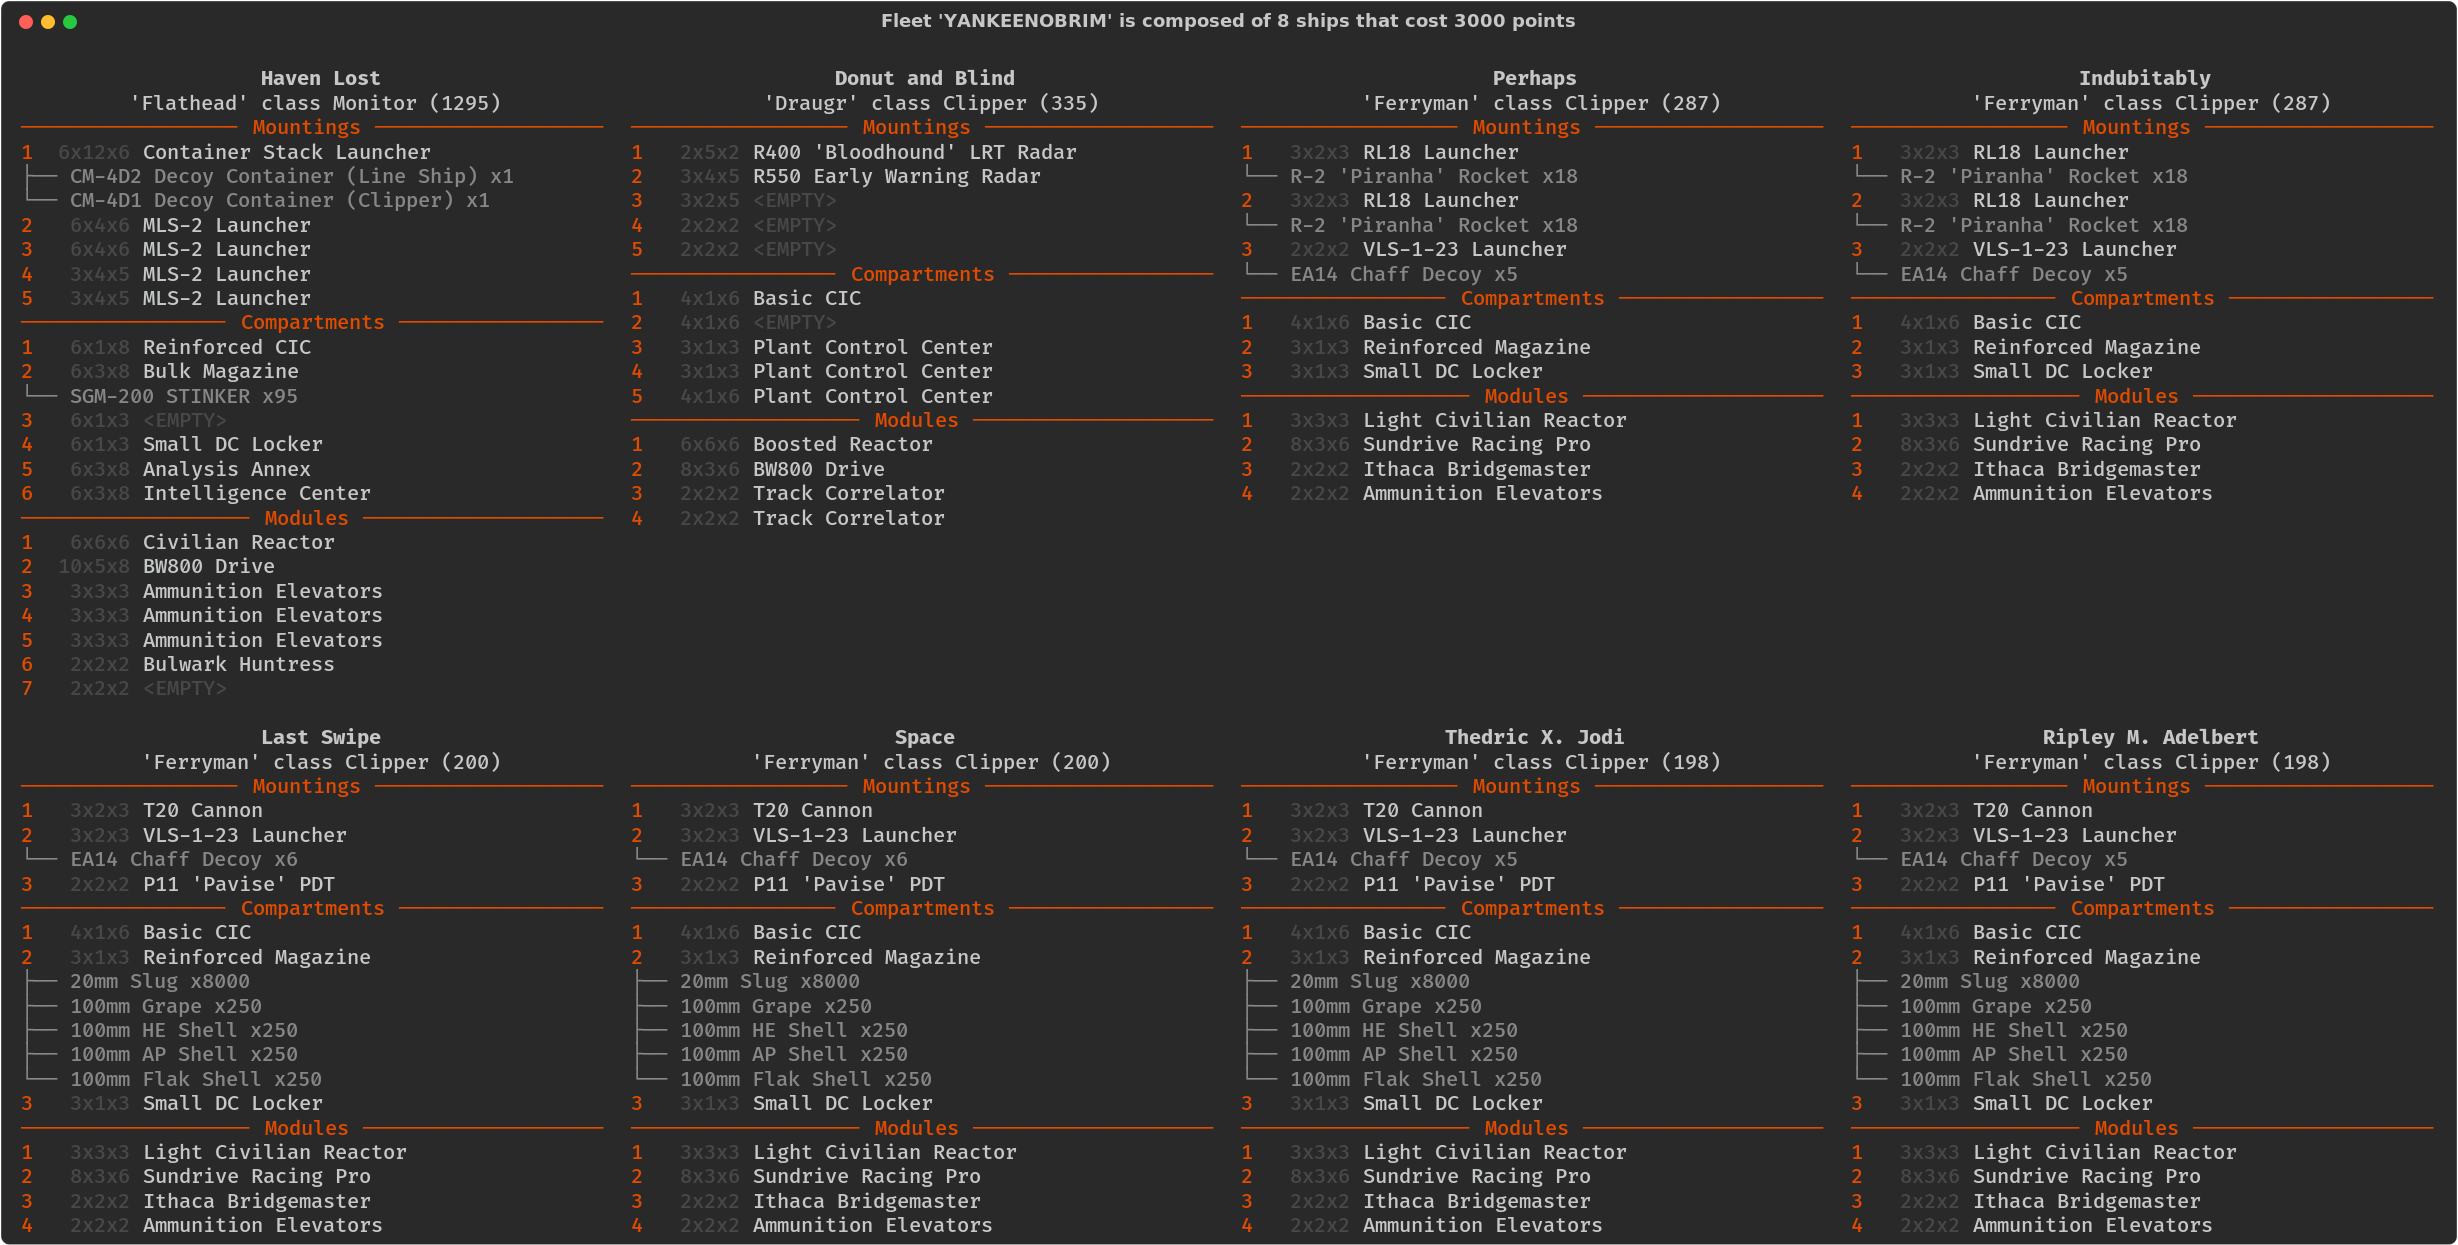 Fleet 'YANKEENOBRIM' is composed of 8 ships that cost 3000 points
Haven Lost
'Flathead' class Monitor (1295)
Mountings
1 6x12x6 Container Stack Launcher
CM-4D2 Decoy Container (Line Ship) x1
CM-4D1 Decoy Container (Clipper) x1
2 6x4x6 MLS-2 Launcher
3 6x4x6 MLS-2 Launcher
4 3x4x5 MLS-2 Launcher
5 3x4x5 MLS-2 Launcher
Compartments
1 6x1x8 Reinforced CIC
2 6x3x8 Bulk Magazine
SGM-200 STINKER x95
3 6x1x3 <EMPTY>
4 6x1x3 Small DC Locker
5 6x3x8 Analysis Annex
6 6x3x8 Intelligence Center
Modules
1 6x6x6 Civilian Reactor
2 10x5x8 BW800 Drive
3 3x3x3 Ammunition Elevators
4 3x3x3 Ammunition Elevators
5 3x3x3 Ammunition Elevators
6 2x2x2 Bulwark Huntress
7 2x2x2 <EMPTY>
Donut and Blind
'Draugr' class Clipper (335)
Mountings
1 2x5x2 R400 'Bloodhound' LRT Radar
2 3x4x5 R550 Early Warning Radar
3 3x2x5 <EMPTY>
4 2x2x2 <EMPTY>
5 2x2x2 <EMPTY>
Compartments
1 4x1x6 Basic CIC
2 4x1x6 <EMPTY>
3 3x1x3 Plant Control Center
4 3x1x3 Plant Control Center
5 4x1x6 Plant Control Center
Modules
1 6x6x6 Boosted Reactor
2 8x3x6 BW800 Drive
3 2x2x2 Track Correlator
4 2x2x2 Track Correlator
Perhaps
'Ferryman' class Clipper (287)
Mountings
1 3x2x3 RL18 Launcher
R-2 'Piranha' Rocket x18
2 3x2x3 RL18 Launcher
R-2 'Piranha' Rocket x18
3 2x2x2 VLS-1-23 Launcher
EA14 Chaff Decoy x5
Compartments
1 4x1x6 Basic CIC
2 3x1x3 Reinforced Magazine
3 3x1x3 Small DC Locker
Modules
1 3x3x3 Light Civilian Reactor
2 8x3x6 Sundrive Racing Pro
3 2x2x2 Ithaca Bridgemaster
4 2x2x2 Ammunition Elevators
Indubitably
'Ferryman' class Clipper (287)
Mountings
1 3x2x3 RL18 Launcher
R-2 'Piranha' Rocket x18
2 3x2x3 RL18 Launcher
R-2 'Piranha' Rocket x18
3 2x2x2 VLS-1-23 Launcher
EA14 Chaff Decoy x5
Compartments
1 4x1x6 Basic CIC
2 3x1x3 Reinforced Magazine
3 3x1x3 Small DC Locker
Modules
1 3x3x3 Light Civilian Reactor
2 8x3x6 Sundrive Racing Pro
3 2x2x2 Ithaca Bridgemaster
4 2x2x2 Ammunition Elevators
Last Swipe
'Ferryman' class Clipper (200)
Mountings
1 3x2x3 T20 Cannon
2 3x2x3 VLS-1-23 Launcher
EA14 Chaff Decoy x6
3 2x2x2 P11 'Pavise' PDT
Compartments
1 4x1x6 Basic CIC
2 3x1x3 Reinforced Magazine
20mm Slug x8000
100mm Grape x250
100mm HE Shell x250
100mm AP Shell x250
100mm Flak Shell x250
3 3x1x3 Small DC Locker
Modules
1 3x3x3 Light Civilian Reactor
2 8x3x6 Sundrive Racing Pro
3 2x2x2 Ithaca Bridgemaster
4 2x2x2 Ammunition Elevators
Space
'Ferryman' class Clipper (200)
Mountings
1 3x2x3 T20 Cannon
2 3x2x3 VLS-1-23 Launcher
EA14 Chaff Decoy x6
3 2x2x2 P11 'Pavise' PDT
Compartments
1 4x1x6 Basic CIC
2 3x1x3 Reinforced Magazine
20mm Slug x8000
100mm Grape x250
100mm HE Shell x250
100mm AP Shell x250
100mm Flak Shell x250
3 3x1x3 Small DC Locker
Modules
1 3x3x3 Light Civilian Reactor
2 8x3x6 Sundrive Racing Pro
3 2x2x2 Ithaca Bridgemaster
4 2x2x2 Ammunition Elevators
Thedric X. Jodi
'Ferryman' class Clipper (198)
Mountings
1 3x2x3 T20 Cannon
2 3x2x3 VLS-1-23 Launcher
EA14 Chaff Decoy x5
3 2x2x2 P11 'Pavise' PDT
Compartments
1 4x1x6 Basic CIC
2 3x1x3 Reinforced Magazine
20mm Slug x8000
100mm Grape x250
100mm HE Shell x250
100mm AP Shell x250
100mm Flak Shell x250
3 3x1x3 Small DC Locker
Modules
1 3x3x3 Light Civilian Reactor
2 8x3x6 Sundrive Racing Pro
3 2x2x2 Ithaca Bridgemaster
4 2x2x2 Ammunition Elevators
Ripley M. Adelbert
'Ferryman' class Clipper (198)
Mountings
1 3x2x3 T20 Cannon
2 3x2x3 VLS-1-23 Launcher
EA14 Chaff Decoy x5
3 2x2x2 P11 'Pavise' PDT
Compartments
1 4x1x6 Basic CIC
2 3x1x3 Reinforced Magazine
20mm Slug x8000
100mm Grape x250
100mm HE Shell x250
100mm AP Shell x250
100mm Flak Shell x250
3 3x1x3 Small DC Locker
Modules
1 3x3x3 Light Civilian Reactor
2 8x3x6 Sundrive Racing Pro
3 2x2x2 Ithaca Bridgemaster
4 2x2x2 Ammunition Elevators